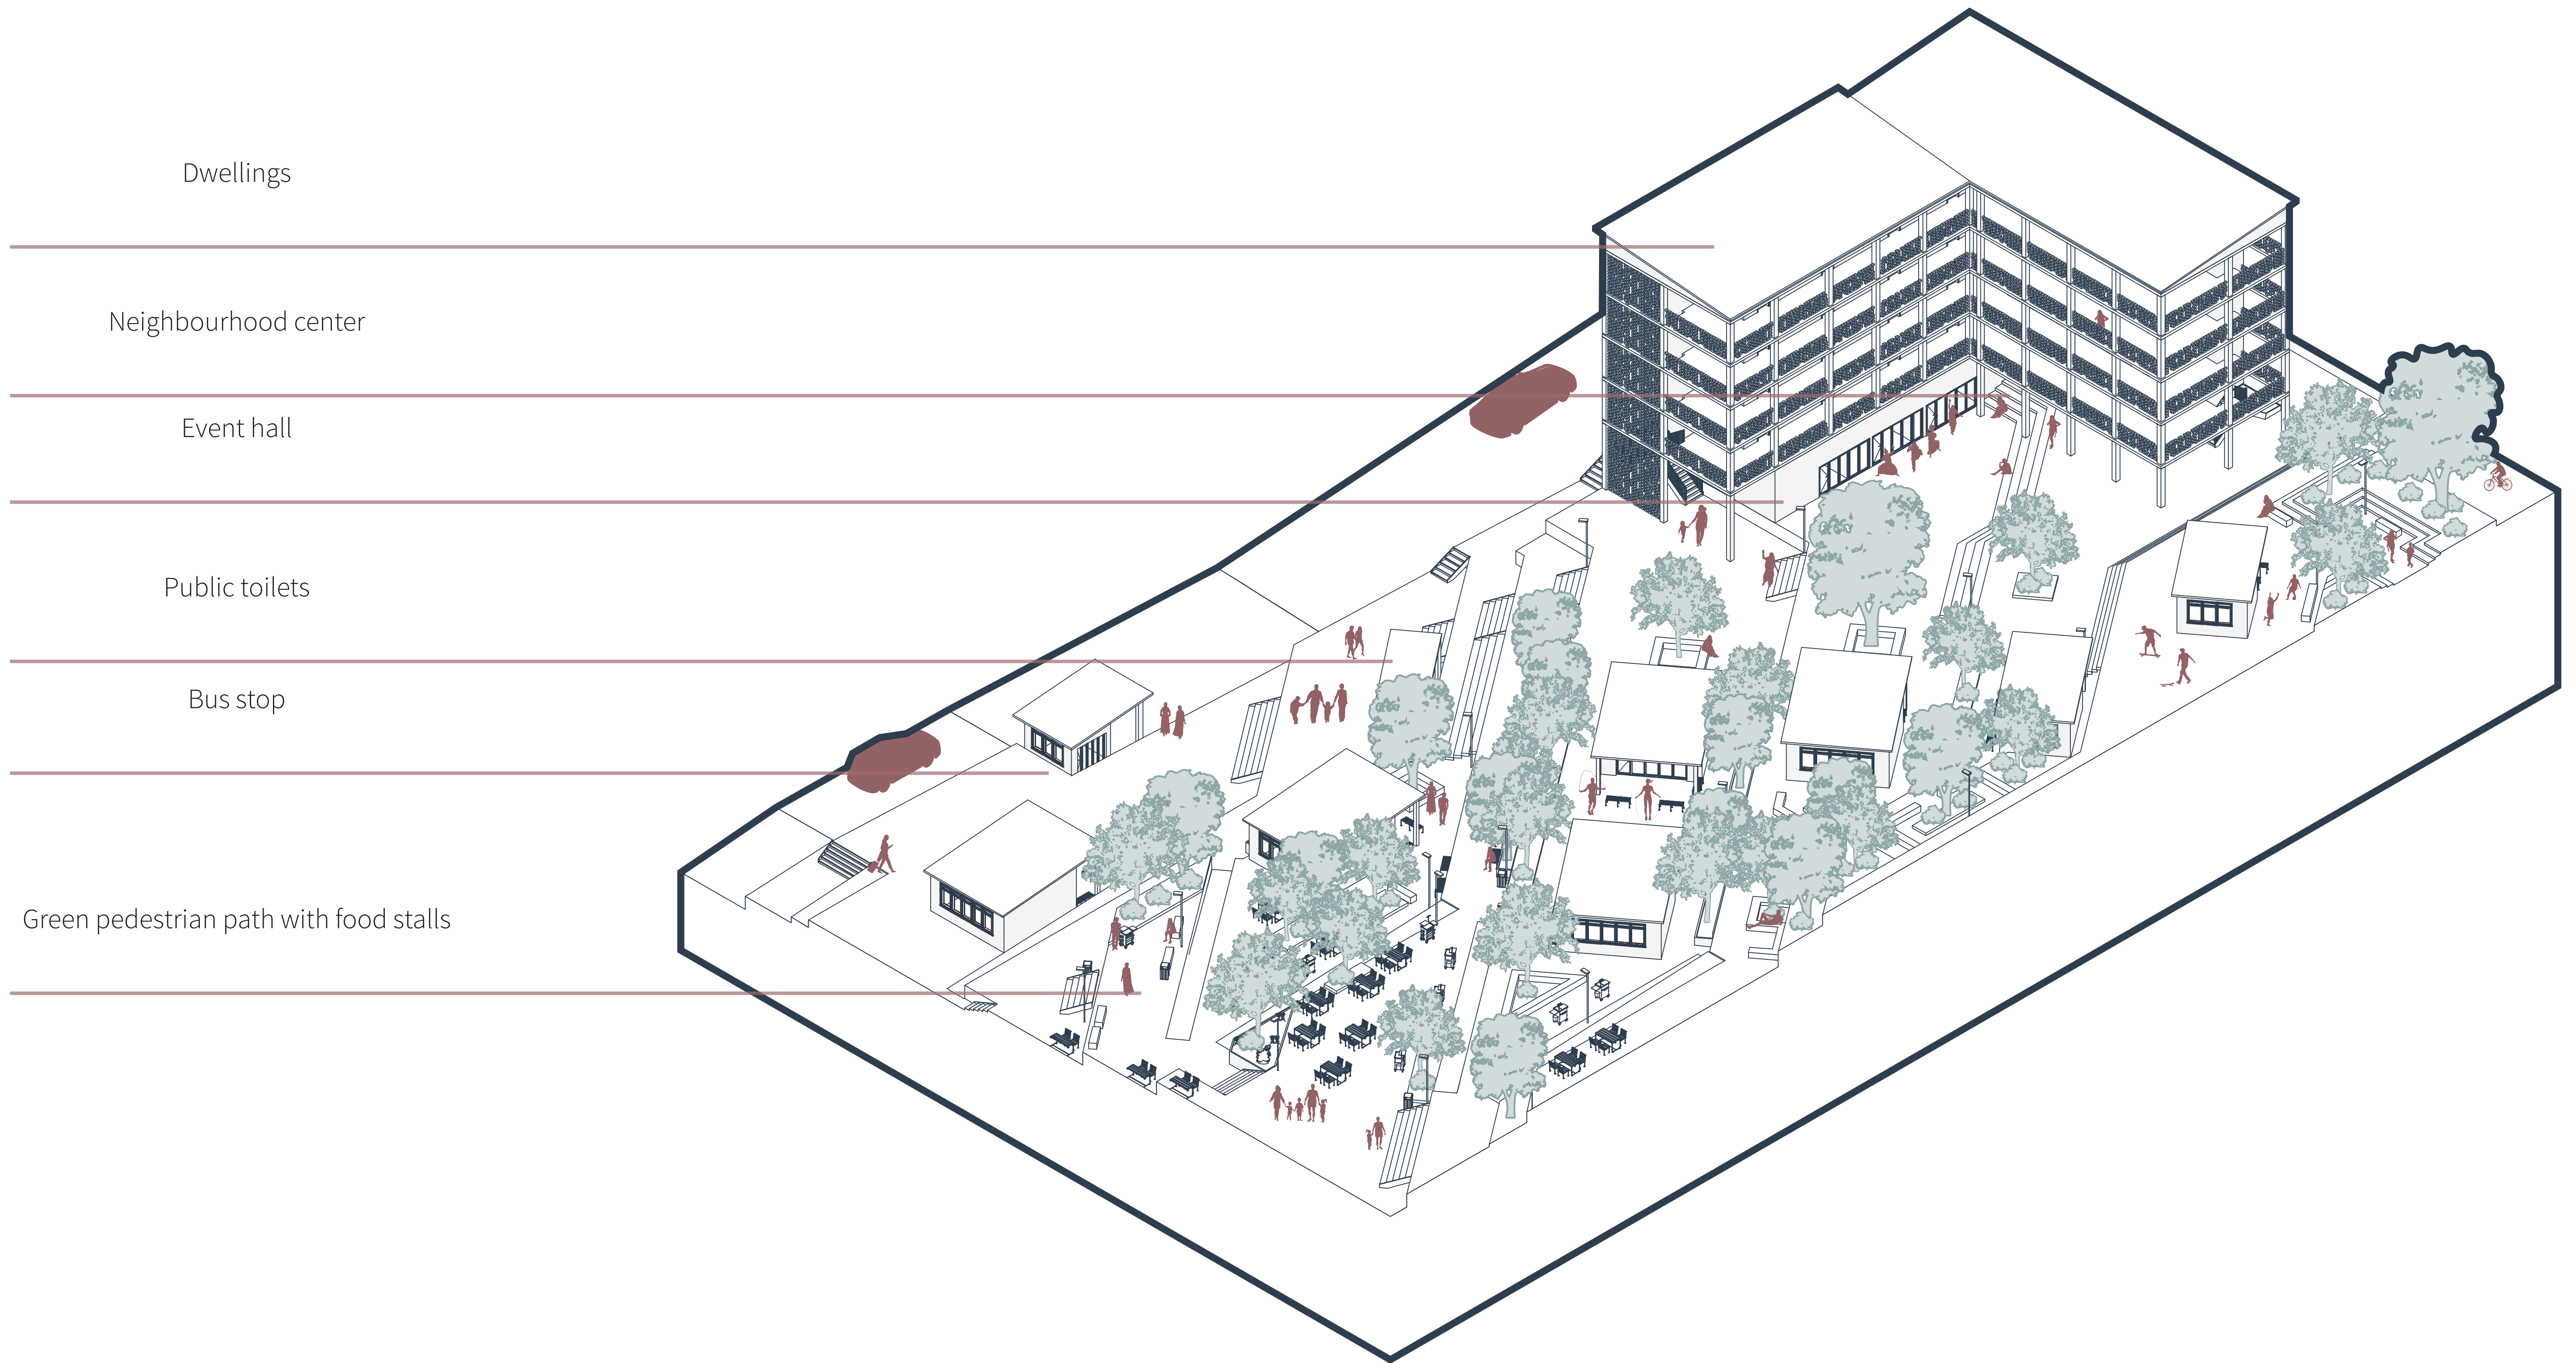 Dwellings
Neighbourhood center
Event hall
Public toilets
Bus stop
Green pedestrian path with food stalls